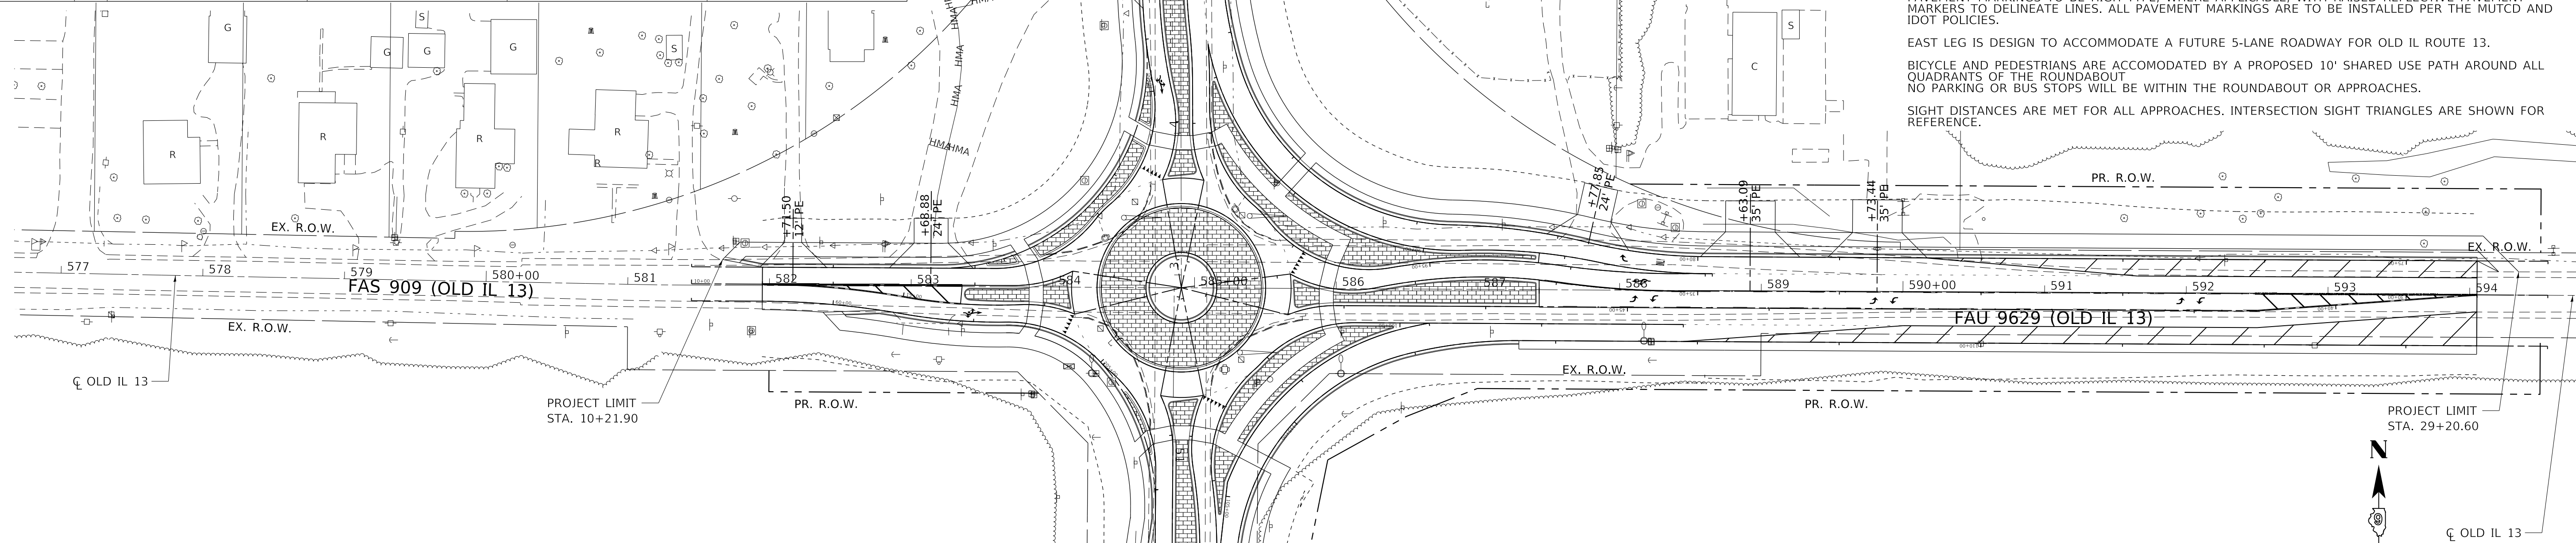 MARKERS TO DELINEATE LINES. ALL PAVEMENT MARKINGS ARE TO BE INSTALLED PER THE MUTCD AND
IDOT POLICIES.
EAST LEG IS DESIGN TO ACCOMMODATE A FUTURE 5-LANE ROADWAY FOR OLD IL ROUTE 13.
BICYCLE AND PEDESTRIANS ARE ACCOMODATED BY A PROPOSED 10' SHARED USE PATH AROUND ALL
QUADRANTS OF THE ROUNDABOUT
NO PARKING OR BUS STOPS WILL BE WITHIN THE ROUNDABOUT OR APPROACHES.
SIGHT DISTANCES ARE MET FOR ALL APPROACHES. INTERSECTION SIGHT TRIANGLES ARE SHOWN FOR
REFERENCE.
G
S
G
G
G
S
R
R
R
R
R
HMA
HMA
HMA
HMA
HMA
S
C
+71.50
12' PE
+68.88
24' PE
+77.85
24' PE
+63.09
35' PE
+73.44
35' PE
PR. R.O.W.
EX. R.O.W.
EX. R.O.W.
577
578
579
580+00
581
582
583
584
585+00
586
587
588
589
590+00
591
592
593
594
FAS 909 (OLD IL 13)
FAU 9629 (OLD IL 13)
EX. R.O.W.
EX. R.O.W.
℄ OLD IL 13
PROJECT LIMIT
STA. 10+21.90
PR. R.O.W.
PR. R.O.W.
PROJECT LIMIT
STA. 29+20.60
N
℄ OLD IL 13